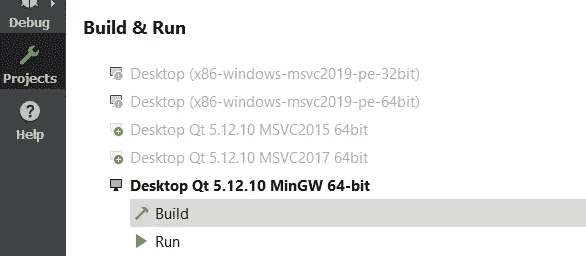 Debug
Projects
Help
Build & Run
Desktop (x86-windows-msvc2019-pe-32bit)
Desktop (x86-windows-msvc2019-pe-64bit)
Desktop Qt 5.12.10 MSVC2015 64bit
Desktop Qt 5.12.10 MSVC2017 64bit
Desktop Qt 5.12.10 MinGW 64-bit
Build
Run